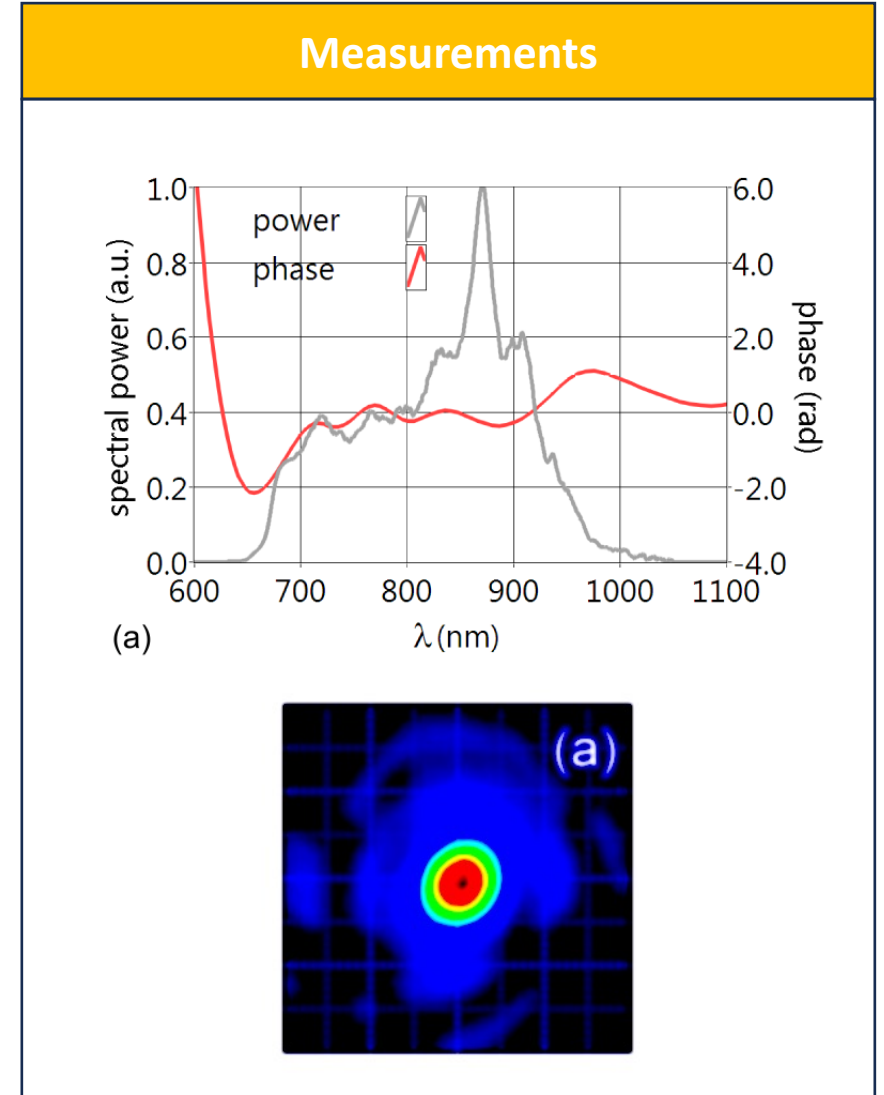 Measurements
1.0
0.8
0.6
0.4
0.2
0.0
spectral power (a.u.)
power
phase
6.0
4.0
2.0
0.0
-2.0
-4.0
phase (rad)
600 700 800 900 1000 1100
(a) λ (nm)
(a)